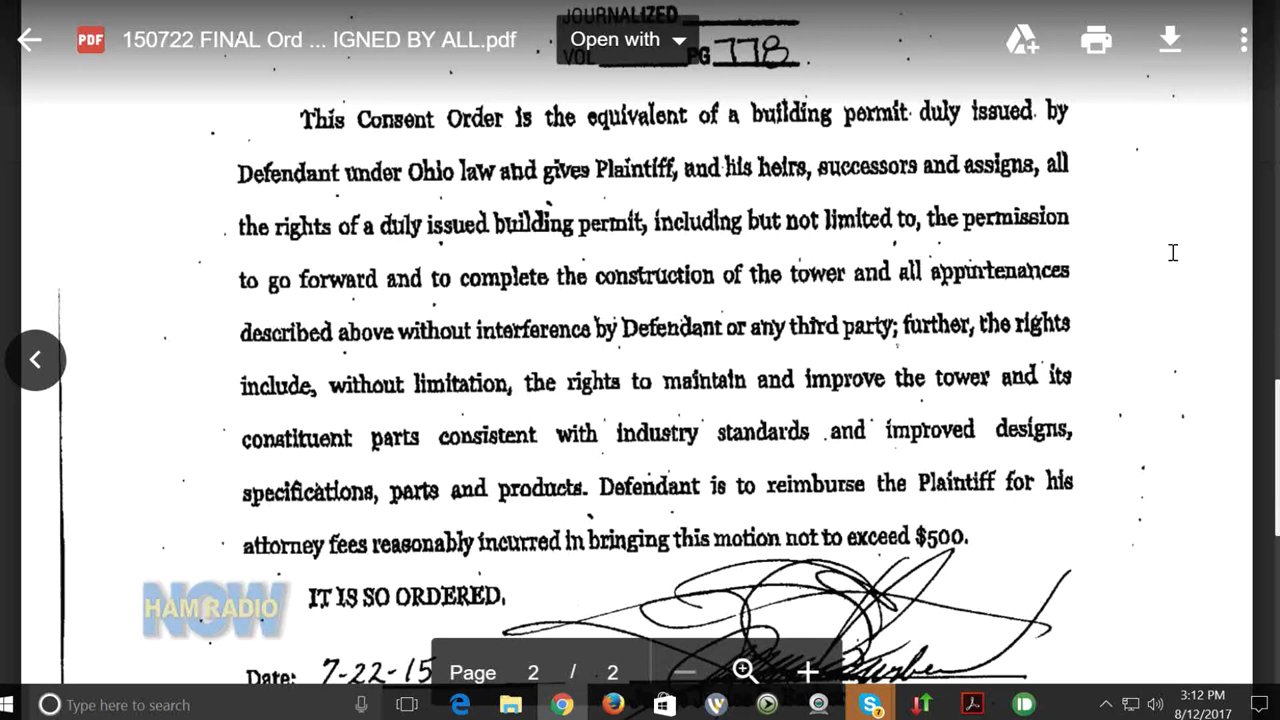 JOURNALIZED
150722 FINAL Ord ... IGNED BY ALL.pdf
PDF
Open with
VOL PG 778
This Consent Order is the equivalent of a building permit duly issued by
Defendant under Ohio law and gives Plaintiff, and his heirs, successors and assigns, all
the rights of a duly issued building permit, including but not limited to, the permission
to go forward and to complete the construction of the tower and all appurtenances
described above without interference by Defendant or any third party; further, the rights
include, without limitation, the rights to maintain and improve the tower and its
constituent parts consistent with industry standards and improved designs,
specifications, parts and products. Defendant is to reimburse the Plaintiff for his
attorney fees reasonably incurred in bringing this motion not to exceed $500.
HAM RADIO
NOW
IT IS SO ORDERED.
Date: 7-22-15
Page 2 / 2
Type here to search
7
3:12 PM
8/12/2017